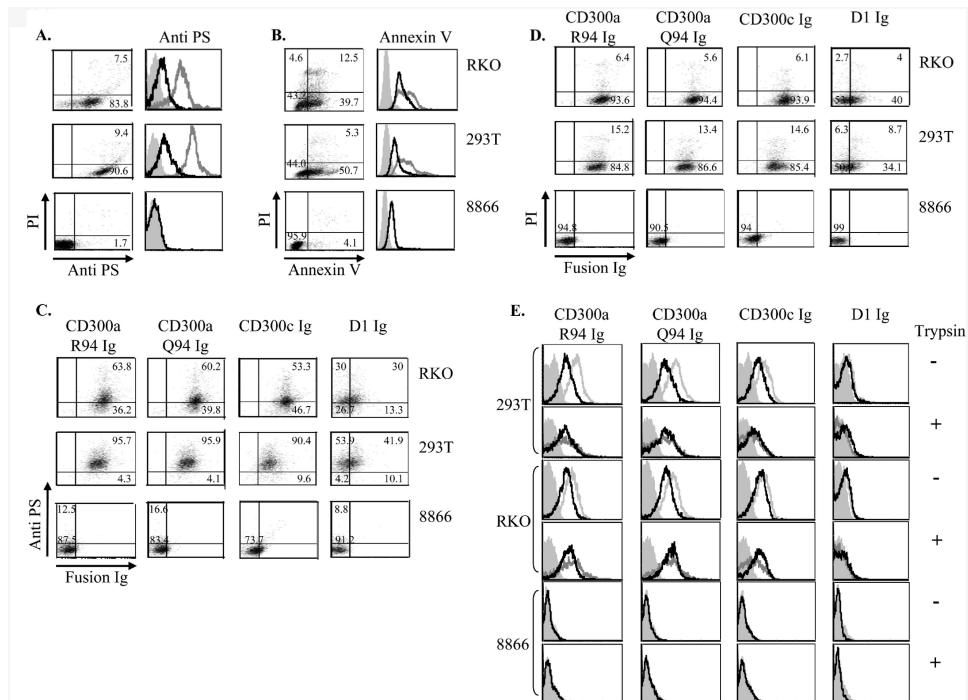 A.
Anti PS
7.5
83.8
9.4
90.6
1.7
PI
Anti PS
B.
Annexin V
4.6 12.5
43.2 39.7
RKO
5.3
44.0 50.7
293T
95.9 4.1
8866
PI
Annexin V
C.
CD300a
R94 Ig
CD300a
Q94 Ig
CD300c Ig
D1 Ig
63.8 60.2 53.3 30 30
36.2 39.8 46.7 26.7 13.3
RKO
95.7 95.9 90.4 53.9 41.9
4.3 4.1 9.6 4.2 10.1
293T
12.5 16.6 8.8
87.5 83.4 73.7 91.2
8866
Anti PS
Fusion Ig
D.
CD300a
R94 Ig
CD300a
Q94 Ig
CD300c Ig
D1 Ig
6.4 5.6 6.1 2.7 4
93.6 94.4 93.9 40
RKO
15.2 13.4 14.6 6.3 8.7
84.8 86.6 85.4 34.1
293T
94.8 90.5 94 99
8866
PI
Fusion Ig
E.
CD300a
R94 Ig
CD300a
Q94 Ig
CD300c Ig
D1 Ig
Trypsin
293T
-
+
RKO
-
+
8866
-
+